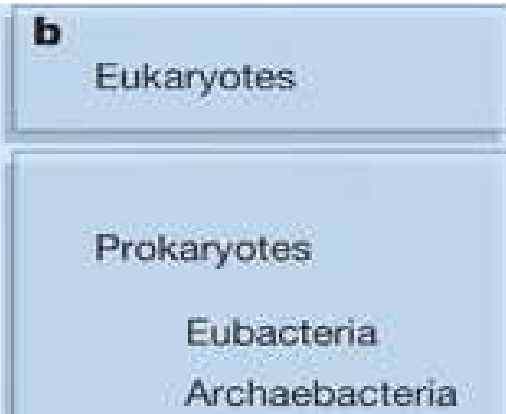 b
Eukaryotes
Prokaryotes
Eubacteria
Archaebacteria